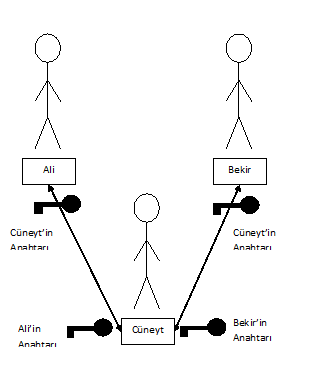 Ali
Bekir
Cüneyt'in
Anahtarı
Cüneyt'in
Anahtarı
Ali'in
Anahtarı
Cüneyt
Bekir'in
Anahtarı